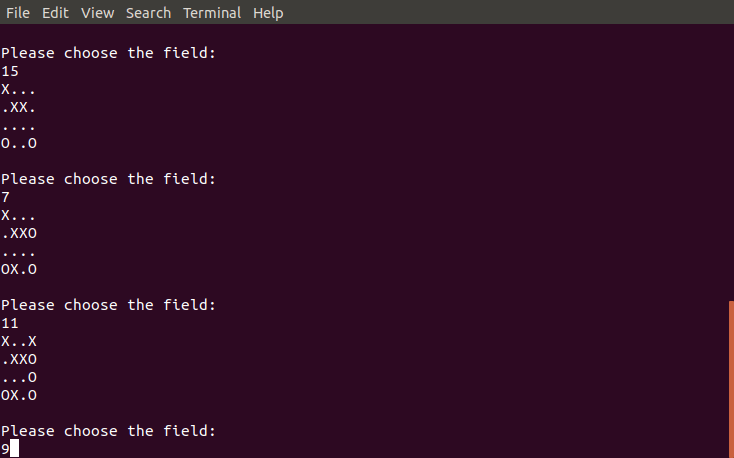 File Edit View Search Terminal Help
Please choose the field:
15
X...
.XX.
....
O..O
Please choose the field:
7
X...
.XXO
....
OX.O
Please choose the field:
11
X..X
.XXO
...O
OX.O
Please choose the field:
9